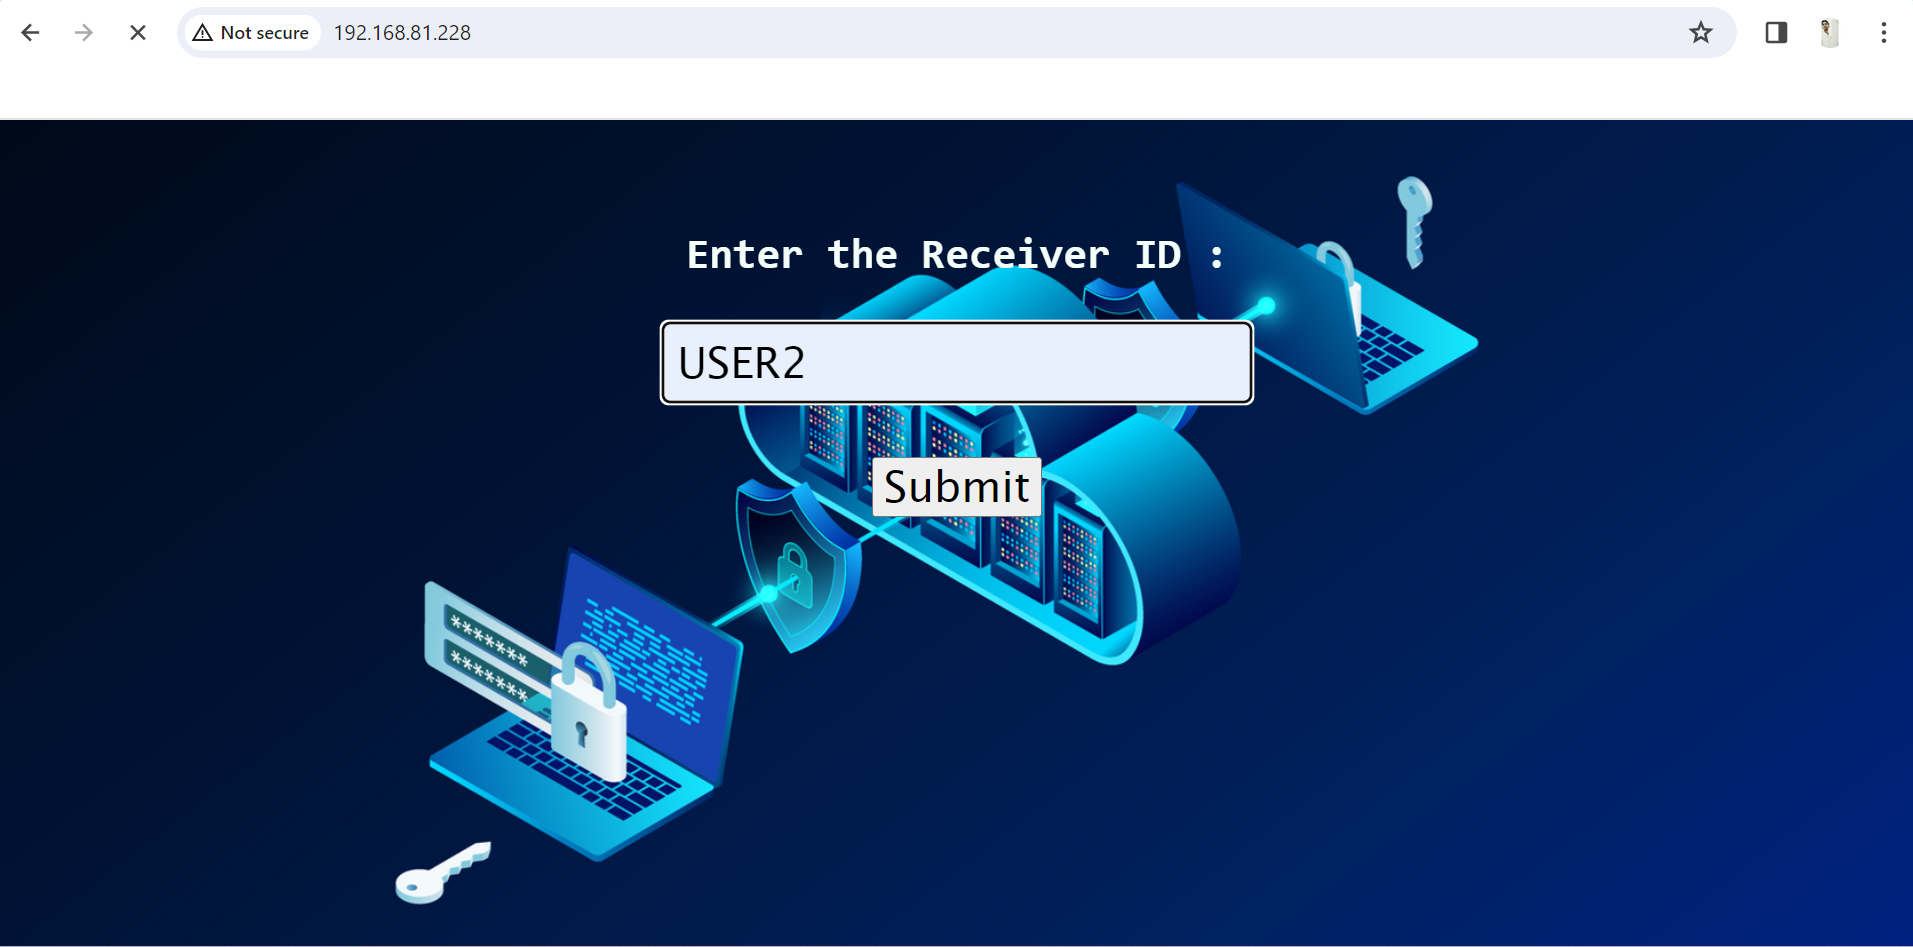 Not secure 192.168.81.228
Enter the Receiver ID :
USER2
Submit
*******
*******